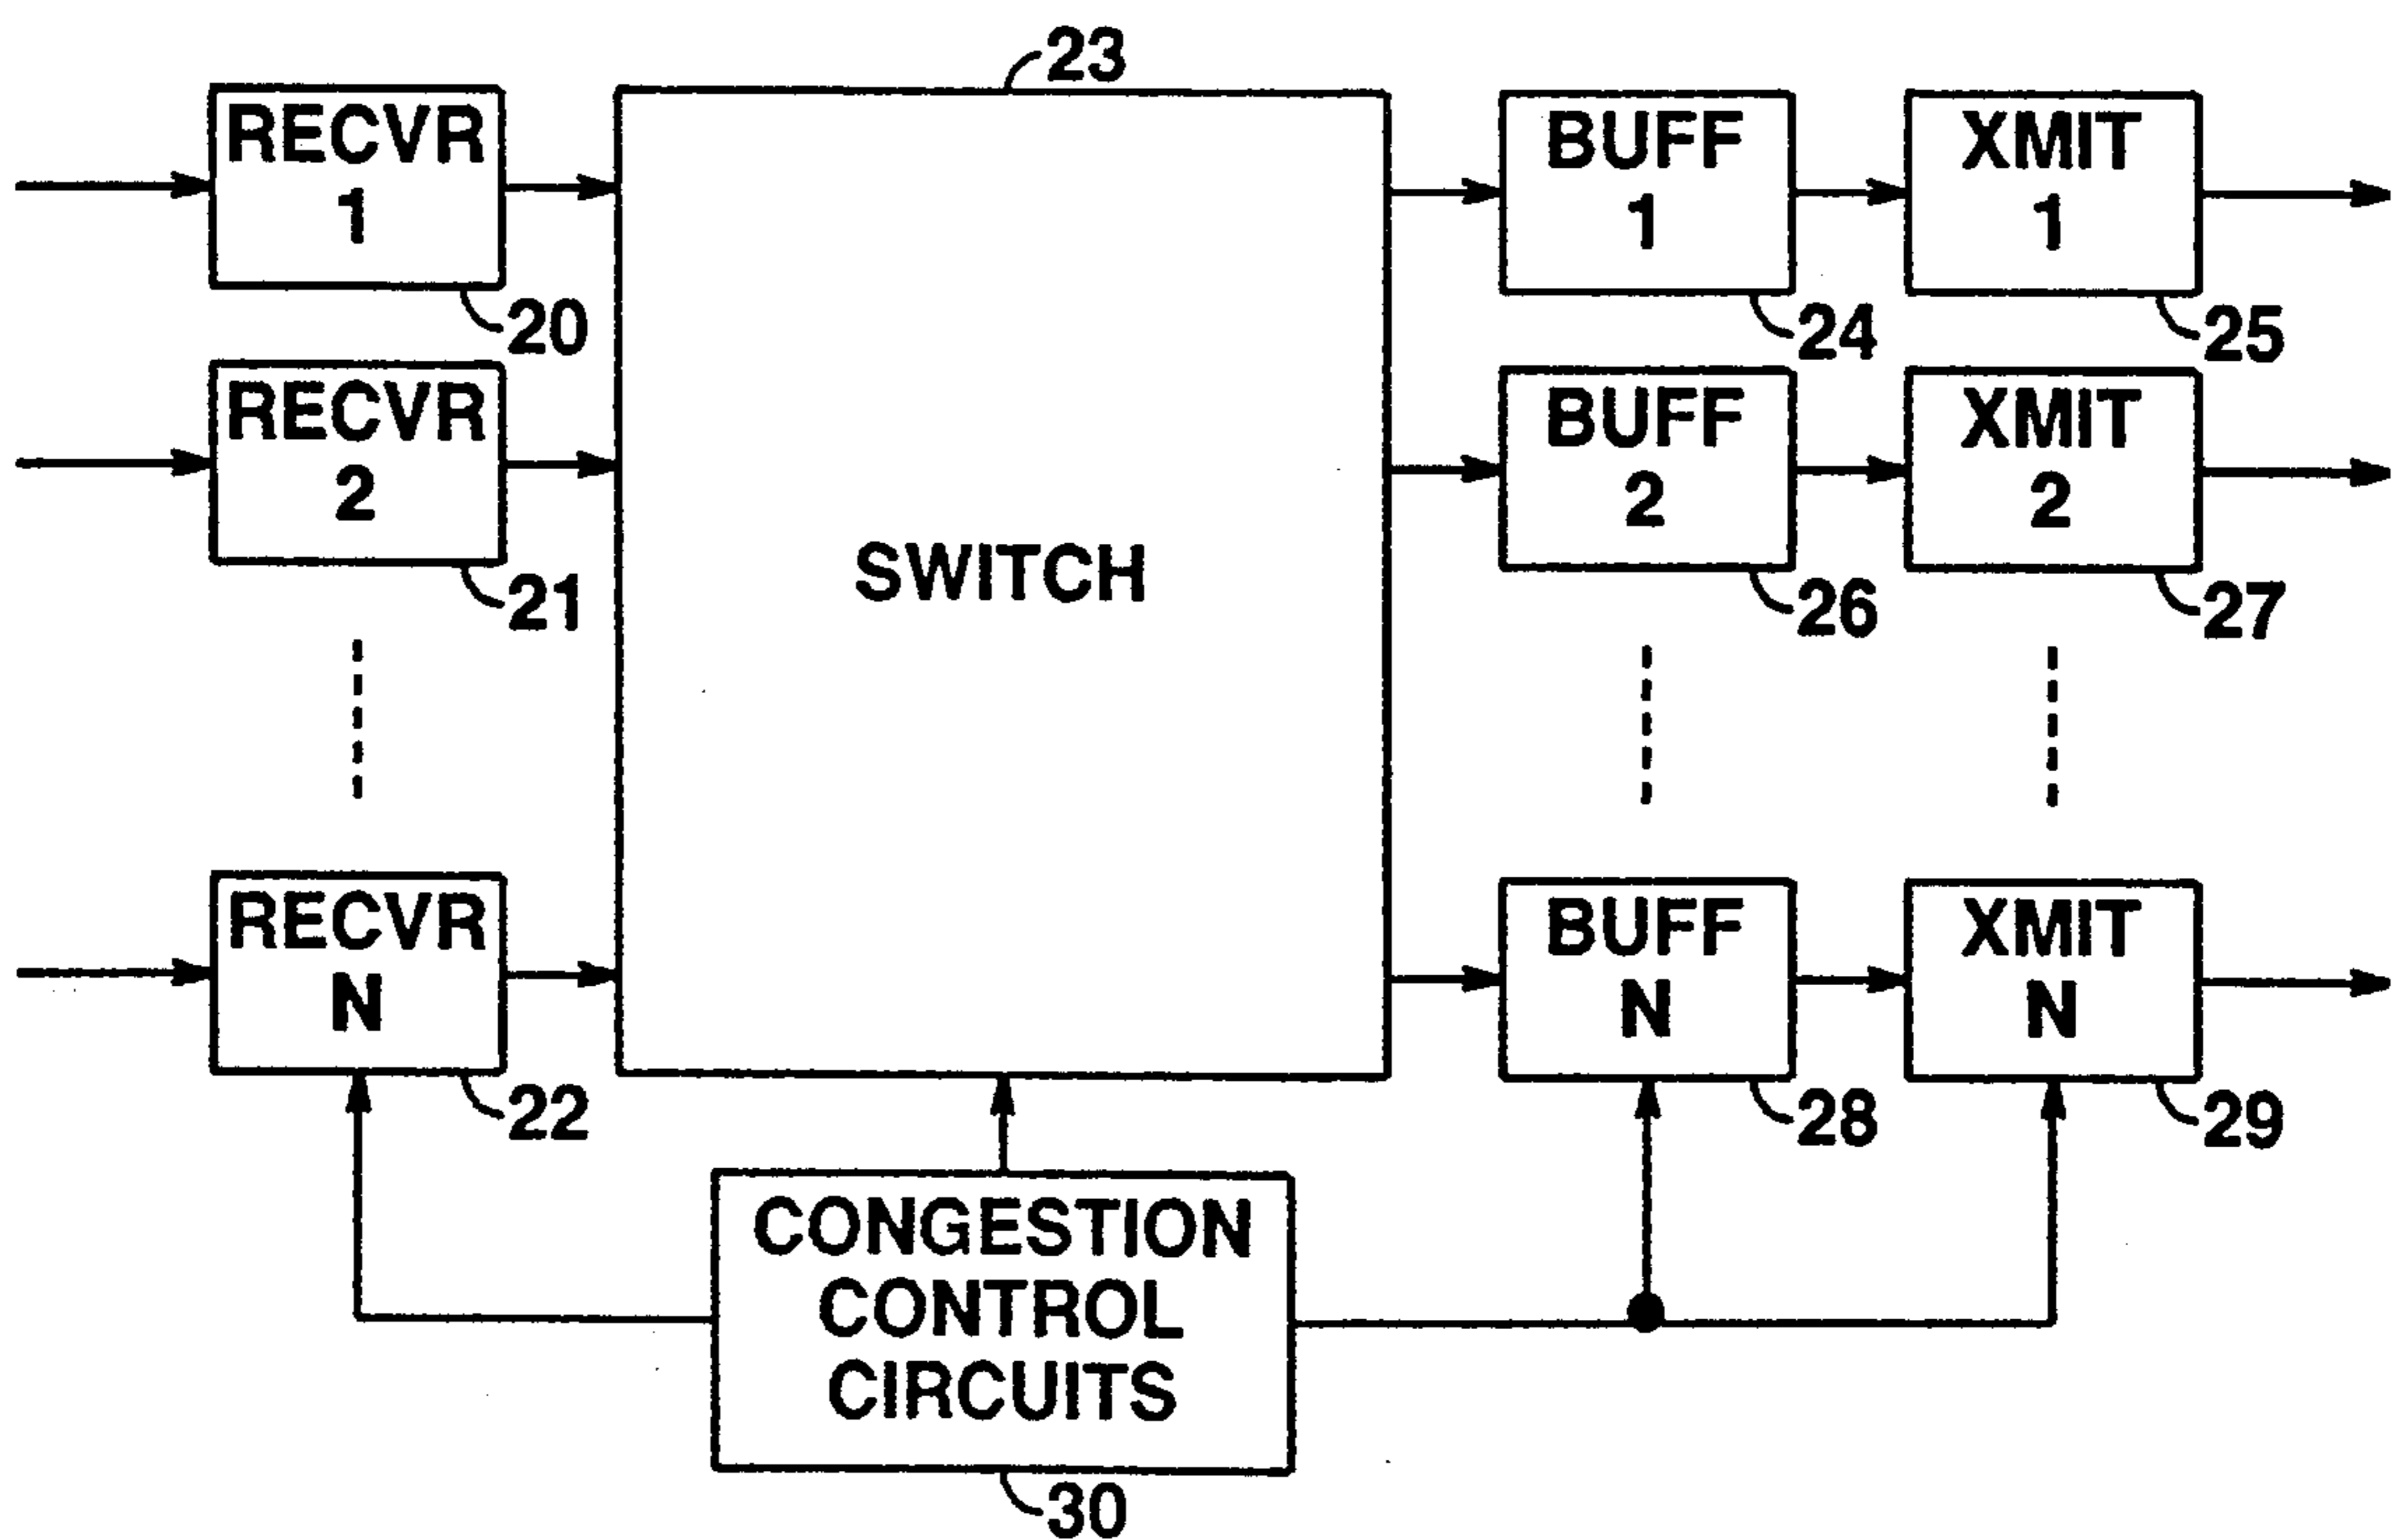 23
RECVR
1
20
BUFF
1
24
XMIT
1
25
RECVR
2
21
SWITCH
BUFF
2
26
XMIT
2
27
RECVR
N
22
BUFF
N
28
XMIT
N
29
CONGESTION
CONTROL
CIRCUITS
30